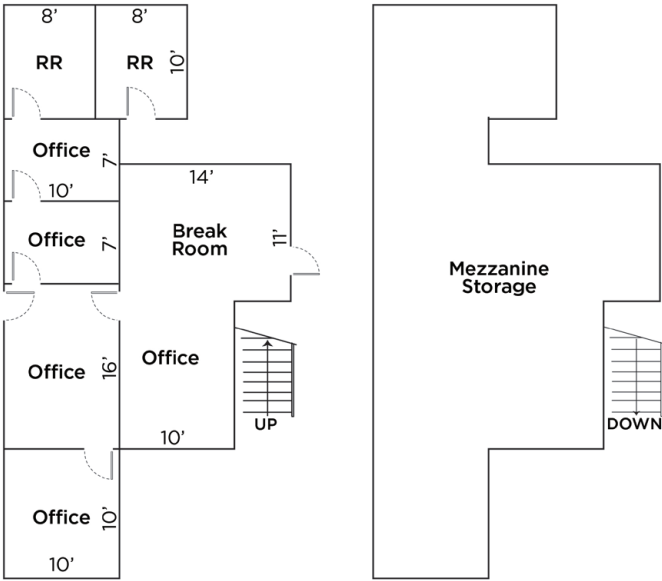 8’ 8’
RR RR 10’
Office 7’
10’
Office 7’
14’
Break
Room
11’
Office 16’
Office
10’
UP
Office 10’
10’
Mezzanine
Storage
DOWN